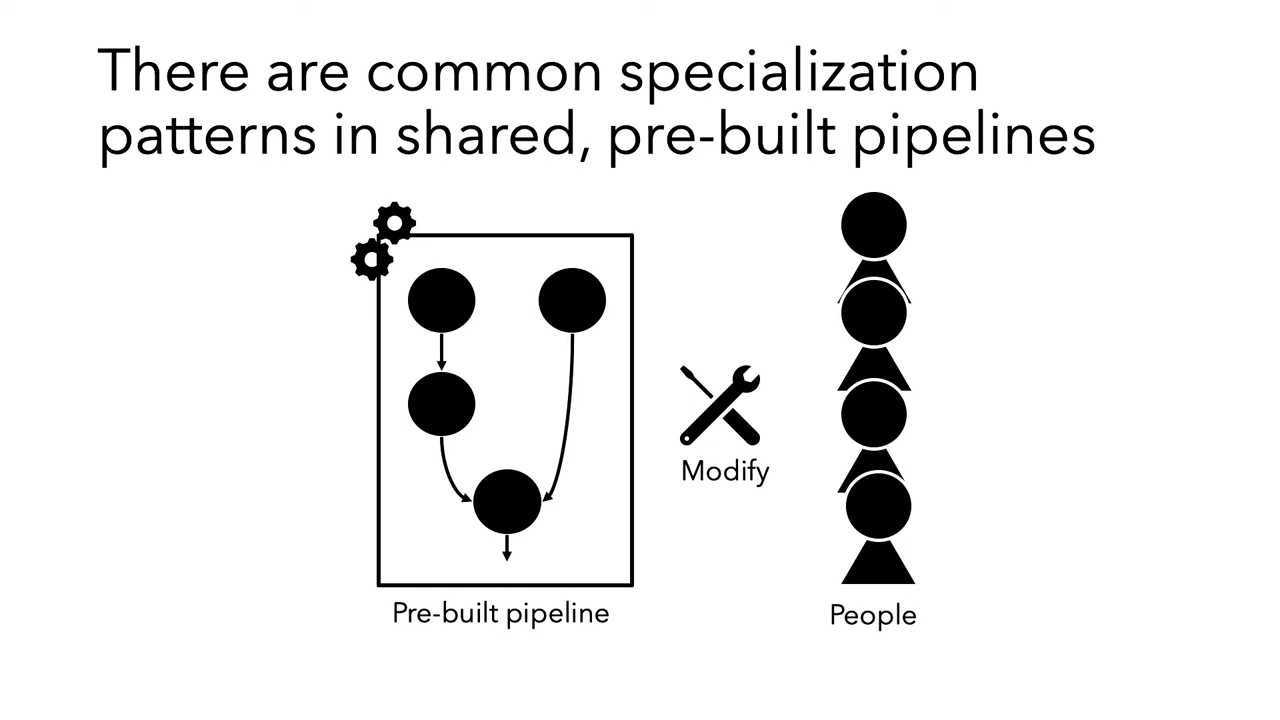 There are common specialization
patterns in shared, pre-built pipelines
Modify
Pre-built pipeline
People